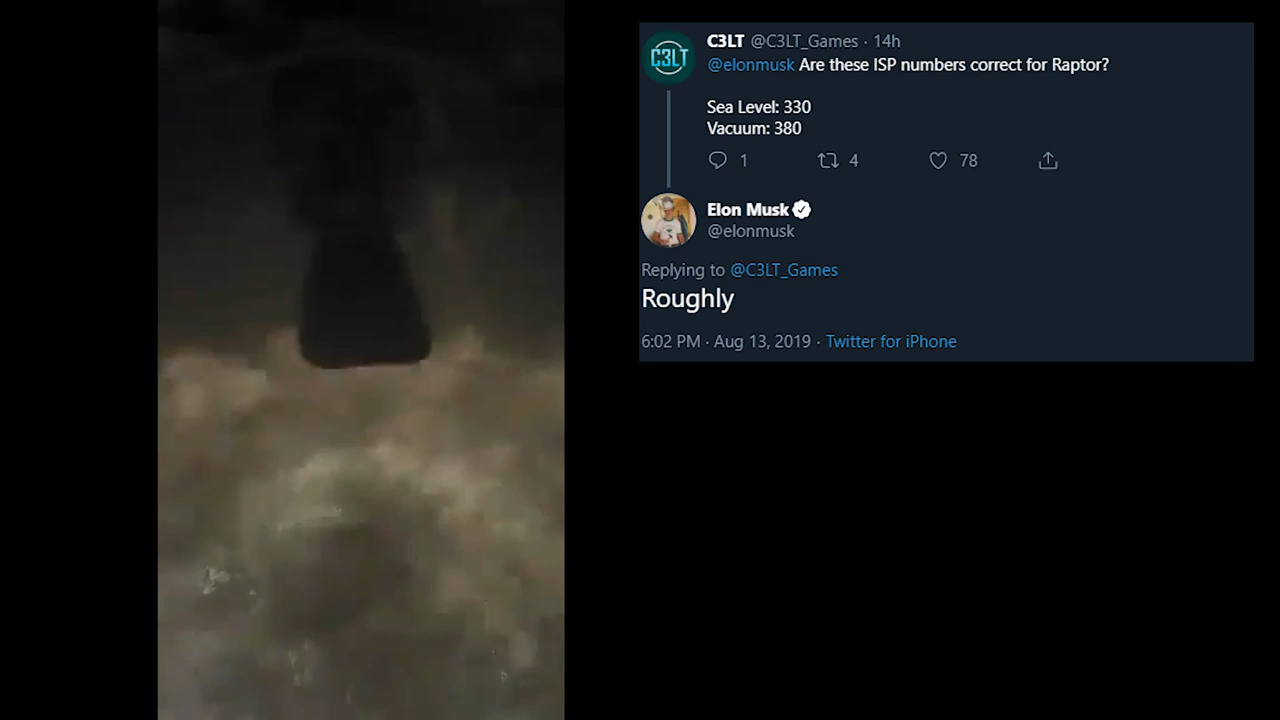 C3LT
C3LT @C3LT_Games · 14h
@elonmusk Are these ISP numbers correct for Raptor?
Sea Level: 330
Vacuum: 380
1 4 78
Elon Musk
@elonmusk
Replying to @C3LT_Games
Roughly
6:02 PM · Aug 13, 2019 · Twitter for iPhone